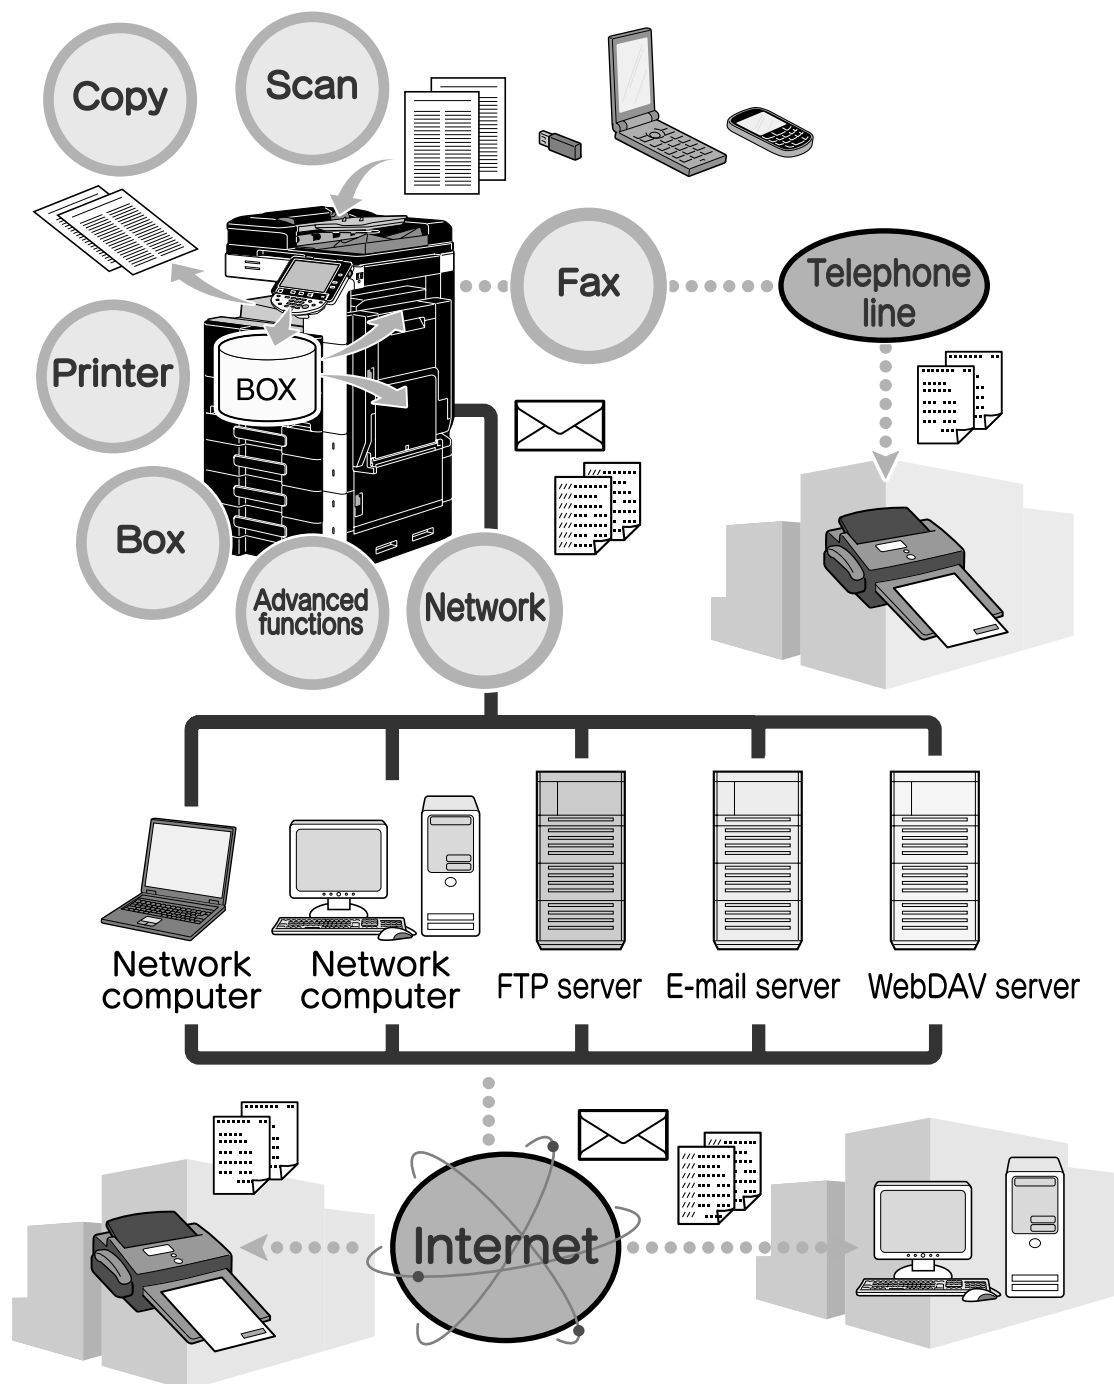 Copy
Scan
Fax
Telephone
line
Printer
BOX
Box
Advanced
functions
Network
Network
computer
Network
computer
FTP server
E-mail server
WebDAV server
Internet